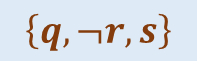 {q, ¬r, s}